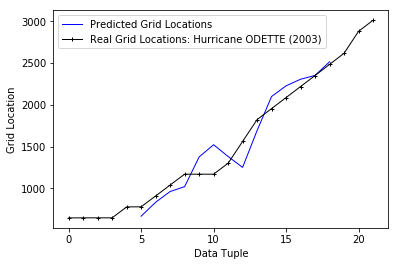 Predicted Grid Locations
Real Grid Locations: Hurricane ODETTE (2003)
Grid Location
3000
2500
2000
1500
1000
0
5
10
15
20
Data Tuple